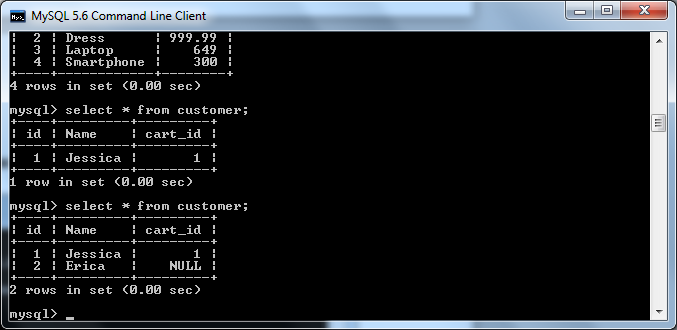 MySQL 5.6 Command Line Client
¦  2 ¦ Dress      ¦ 999.99 ¦
¦  3 ¦ Laptop     ¦    649 ¦
¦  4 ¦ Smartphone ¦    300 ¦
+----+------------+--------+
4 rows in set (0.00 sec)
mysql> select * from customer;
+----+---------+---------+
¦ id ¦ Name    ¦ cart_id ¦
+----+---------+---------+
¦  1 ¦ Jessica ¦       1 ¦
+----+---------+---------+
1 row in set (0.00 sec)
mysql> select * from customer;
+----+---------+---------+
¦ id ¦ Name    ¦ cart_id ¦
+----+---------+---------+
¦  1 ¦ Jessica ¦       1 ¦
¦  2 ¦ Erica   ¦    NULL ¦
+----+---------+---------+
2 rows in set (0.00 sec)
mysql> _